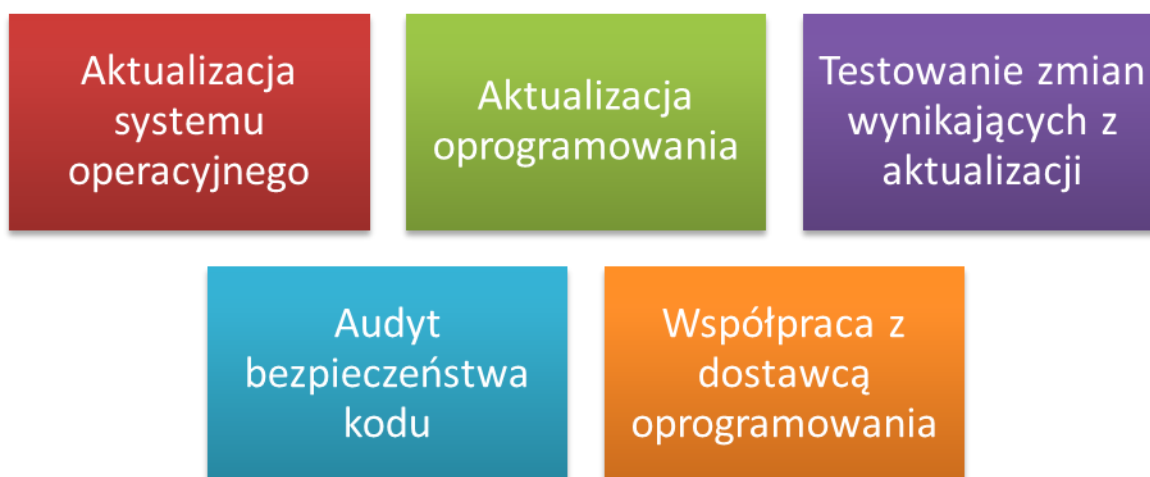 Aktualizacja
systemu
operacyjnego
Aktualizacja
oprogramowania
Testowanie zmian
wynikających z
aktualizacji
Audyt
bezpieczeństwa
kodu
Współpraca z
dostawcą
oprogramowania